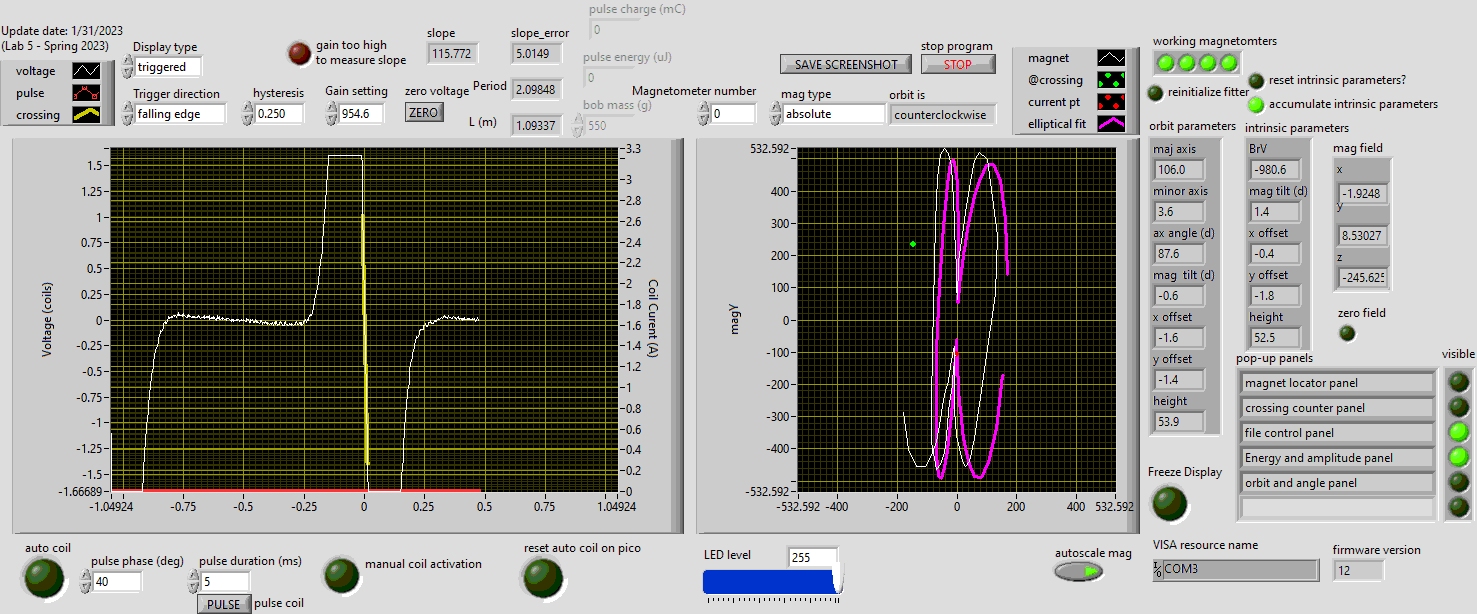 Update date: 1/31/2023
(Lab 5 - Spring 2023)
voltage
pulse
crossing
Display type
triggered
Trigger direction
falling edge
gain too high
to measure slope
hysteresis
0.250
Gain setting
954.6
slope
115.772
slope_error
5.0149
zero voltage
ZERO
Period
2.09848
L (m)
1.09337
pulse charge (mC)
0
pulse energy (uJ)
0
bob mass (g)
550
Magnetometer number
0
SAVE SCREENSHOT
stop program
STOP
mag type
absolute
orbit is
counterclockwise
magnet
@crossing
current pt
elliptical fit
working magnetomters
reinitialize fitter
reset intrinsic parameters?
accumulate intrinsic parameters
orbit parameters
maj axis
106.0
minor axis
3.6
ax angle (d)
87.6
mag tilt (d)
-0.6
x offset
-1.6
y offset
-1.4
height
53.9
intrinsic parameters
BrV
-980.6
mag tilt (d)
1.4
x offset
-0.4
y offset
-1.8
height
52.5
mag field
x
-1.9248
y
8.53027
z
-245.625
zero field
pop-up panels
visible
magnet locator panel
crossing counter panel
file control panel
Energy and amplitude panel
orbit and angle panel
Freeze Display
Voltage (coils)
1.5
1.25
1
0.75
0.5
0.25
0
-0.25
-0.5
-0.75
-1
-1.25
-1.5
-1.66689
-1.04924
-0.75
-0.5
-0.25
0
0.25
0.5
0.75
1.04924
3.3
3
2.8
2.6
2.4
2.2
2
1.8
1.6
1.4
1.2
1
0.8
0.6
0.4
0.2
0
Coil Curent (A)
magy
532.592
400
300
200
100
0
-100
-200
-300
-400
-532.592
-532.592
-400
-200
0
200
400
532.592
auto coil
pulse phase (deg)
40
pulse duration (ms)
5
PULSE
pulse coil
manual coil activation
reset auto coil on pico
LED level
255
autoscale mag
VISA resource name
COM3
firmware version
12